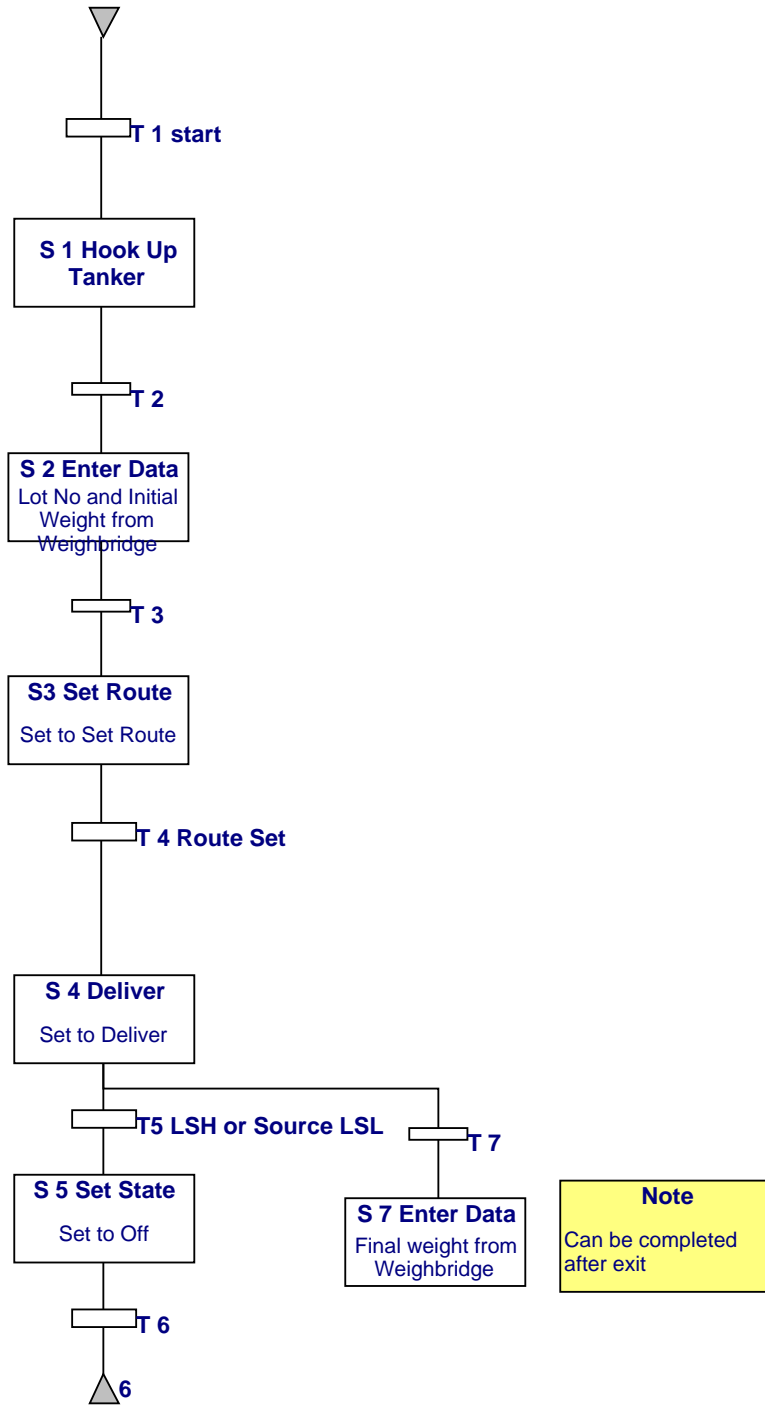 T 1 start
S 1 Hook Up
Tanker
T 2
S 2 Enter Data
Lot No and Initial
Weight from
Weighbridge
T 3
S3 Set Route
Set to Set Route
T 4 Route Set
S 4 Deliver
Set to Deliver
T5 LSH or Source LSL
T 7
S 5 Set State
Set to Off
S 7 Enter Data
Final weight from
Weighbridge
Note
Can be completed
after exit
T 6
6